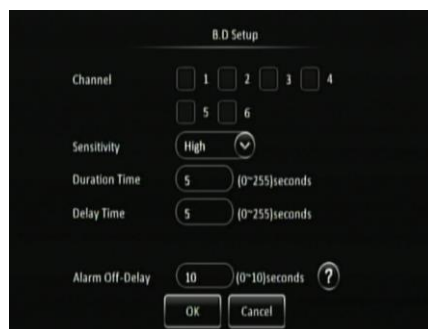 B.D Setup
Channel 1 2 3 4
5 6
Sensitivity High
Duration Time 5 (0~255)seconds
Delay Time 5 (0~255)seconds
Alarm Off-Delay 10 (0~10)seconds ?
OK Cancel